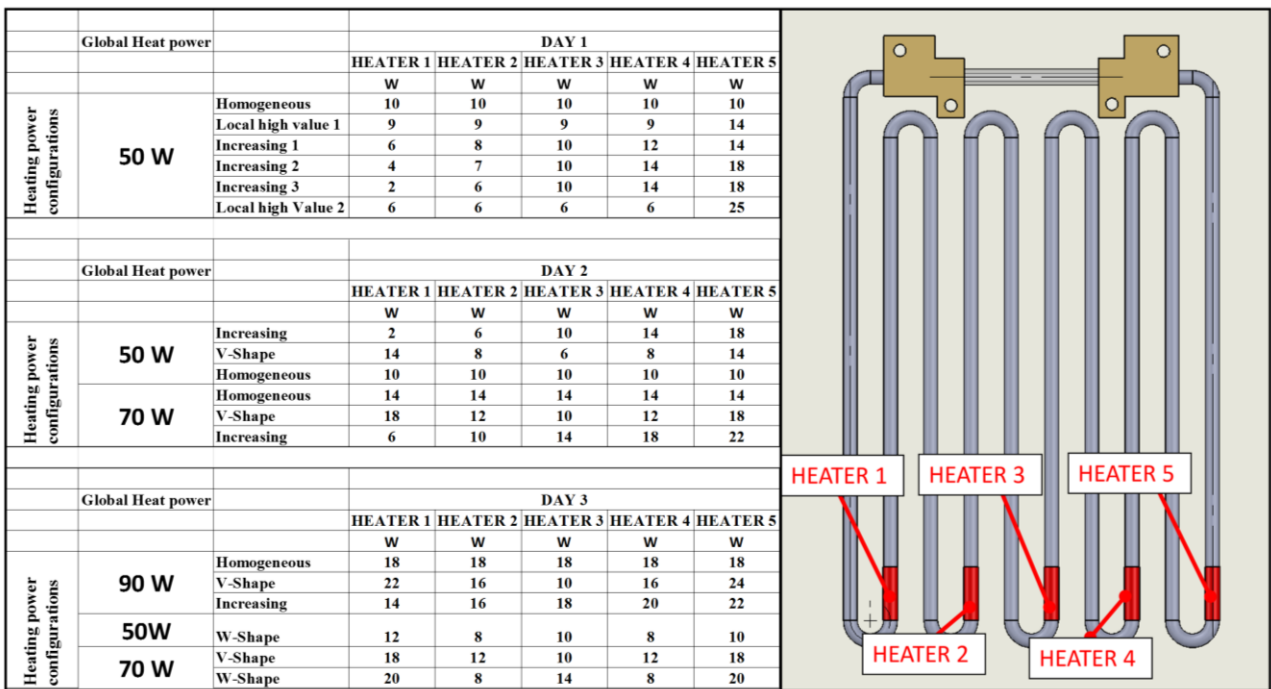 Global Heat power DAY 1
HEATER 1 HEATER 2 HEATER 3 HEATER 4 HEATER 5
W W W W W
Heating power configurations
50 W
Homogeneous 10 10 10 10 10
Local high value 1 9 9 9 9 14
Increasing 1 6 8 10 12 14
Increasing 2 4 7 10 14 18
Increasing 3 2 6 10 14 18
Local high Value 2 6 6 6 6 25
Global Heat power DAY 2
HEATER 1 HEATER 2 HEATER 3 HEATER 4 HEATER 5
W W W W W
Heating power configurations
50 W
Increasing 2 6 10 14 18
V-Shape 14 8 6 8 14
Homogeneous 10 10 10 10 10
70 W
Homogeneous 14 14 14 14 14
V-Shape 18 12 10 12 18
Increasing 6 10 14 18 22
Global Heat power DAY 3
HEATER 1 HEATER 2 HEATER 3 HEATER 4 HEATER 5
W W W W W
Heating power configurations
90 W
Homogeneous 18 18 18 18 18
V-Shape 22 16 10 16 24
Increasing 14 16 18 20 22
50W
W-Shape 12 8 10 8 10
70 W
V-Shape 18 12 10 12 18
W-Shape 20 8 14 8 20
HEATER 1
HEATER 3
HEATER 5
HEATER 2
HEATER 4